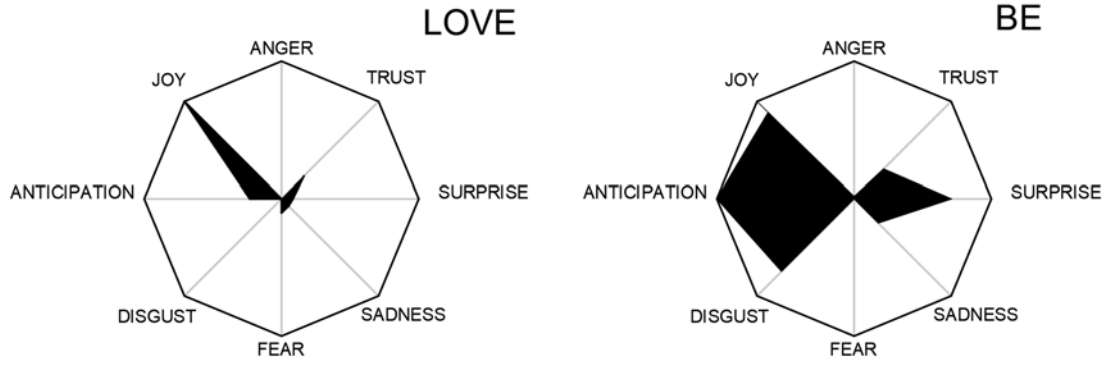 LOVE
ANGER
JOY
TRUST
ANTICIPATION
SURPRISE
DISGUST
SADNESS
FEAR
BE
ANGER
JOY
TRUST
ANTICIPATION
SURPRISE
DISGUST
SADNESS
FEAR